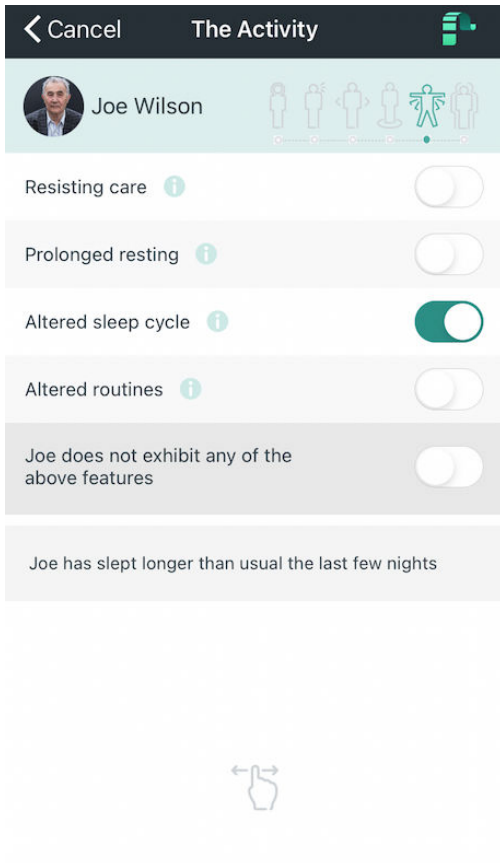 Cancel The Activity
Joe Wilson
Resisting care
Prolonged resting
Altered sleep cycle
Altered routines
Joe does not exhibit any of the
above features
Joe has slept longer than usual the last few nights